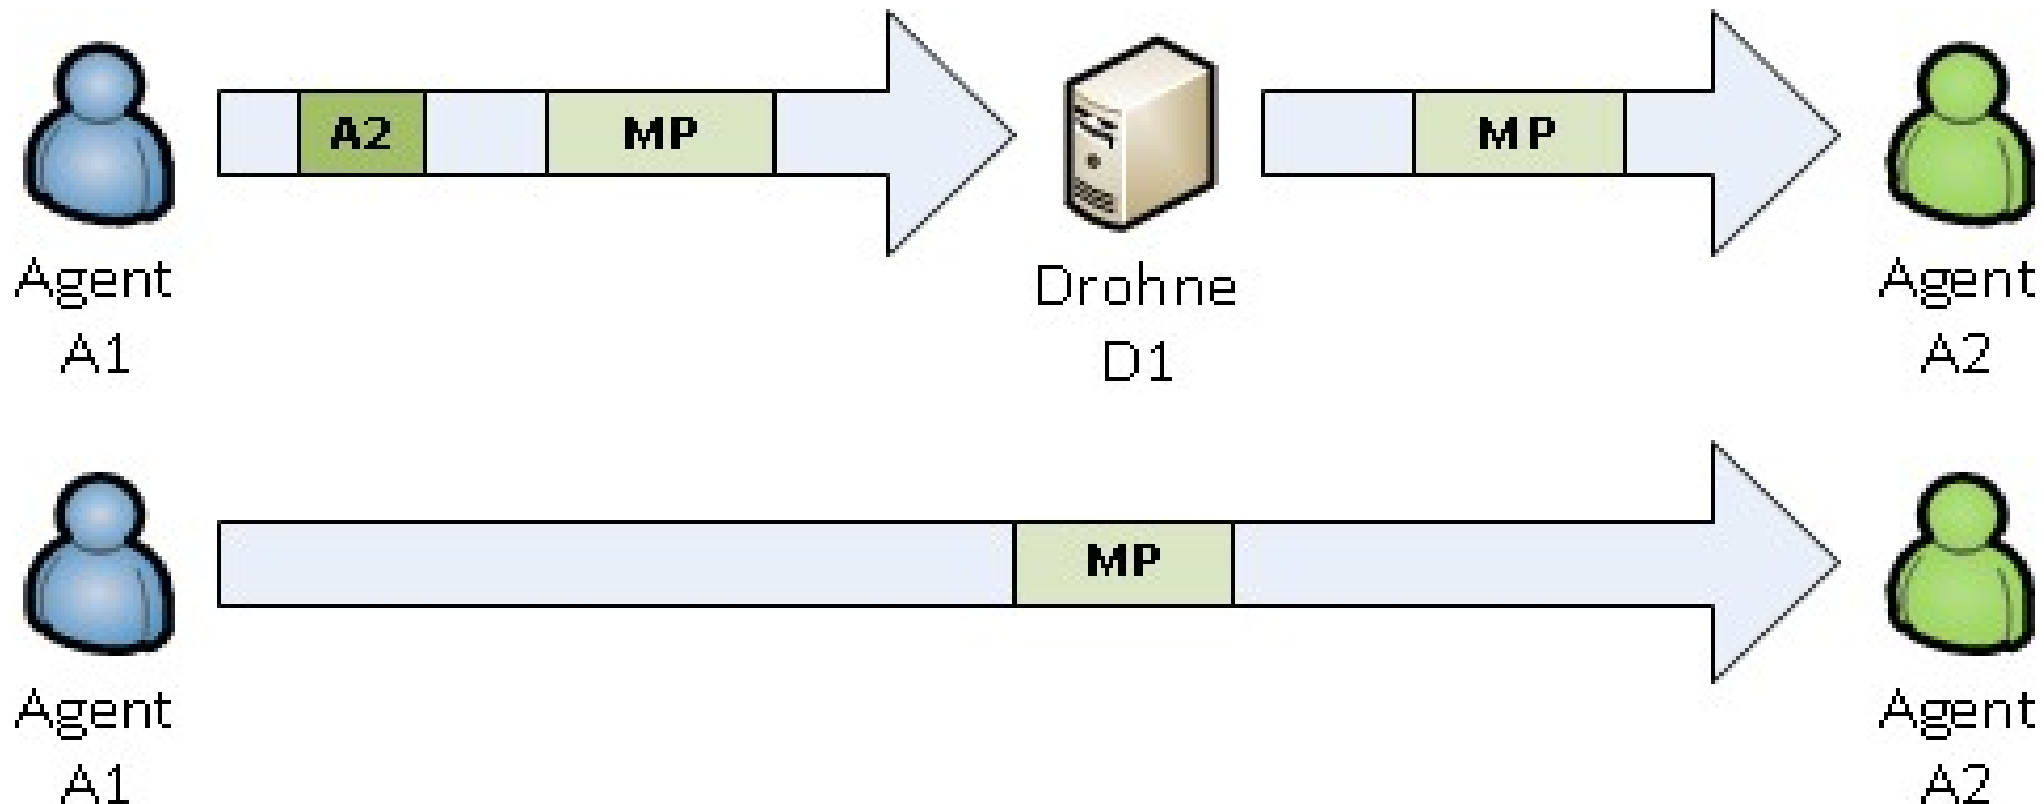 A2 MP MP
Agent Drohne Agent
A1 D1 A2
MP
Agent Agent
A1 A2